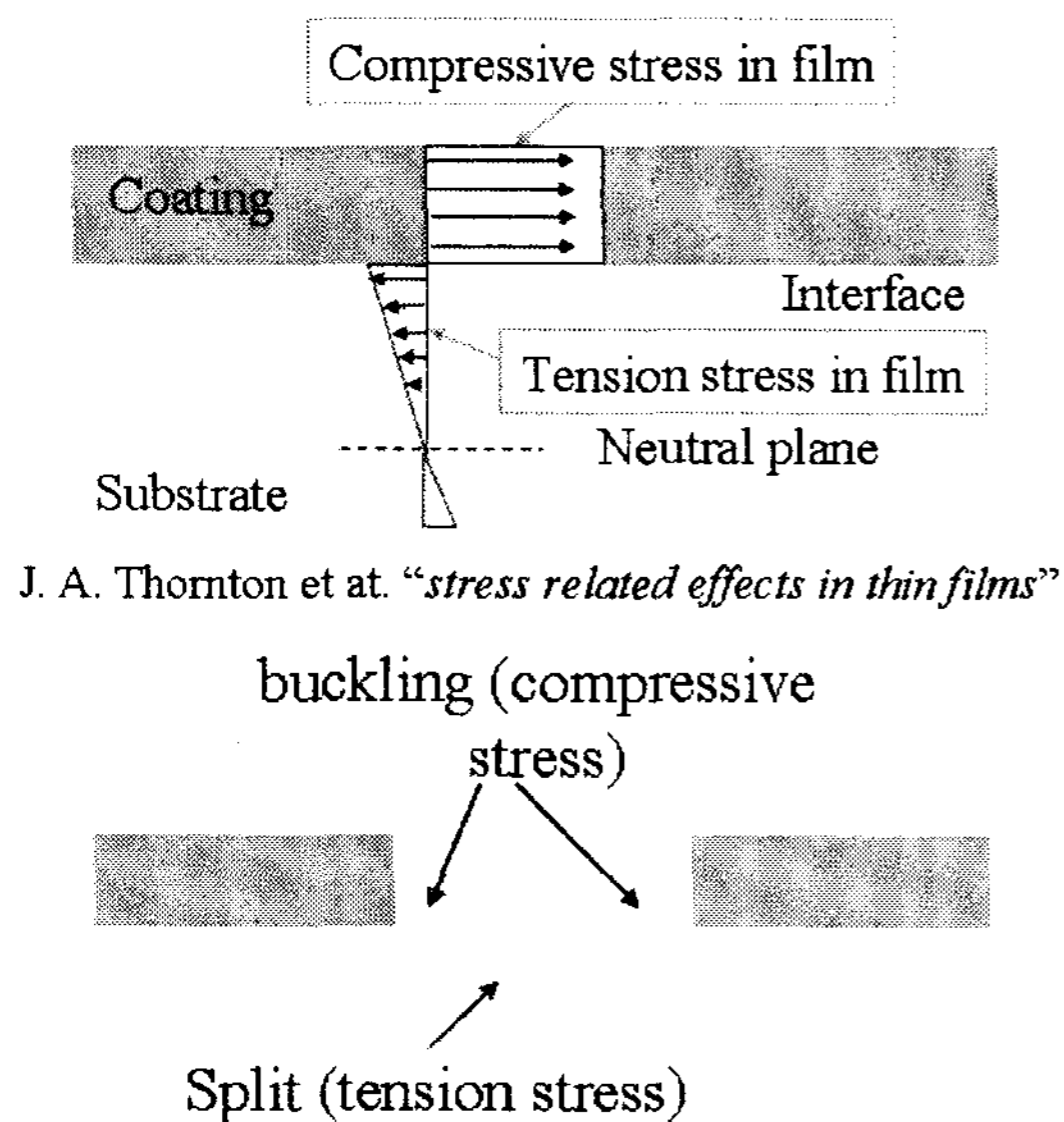 Compressive stress in film
Coating
Interface
Tension stress in film
Neutral plane
Substrate
J. A. Thornton et at. “stress related effects in thin films”
buckling (compressive
stress)
Split (tension stress)